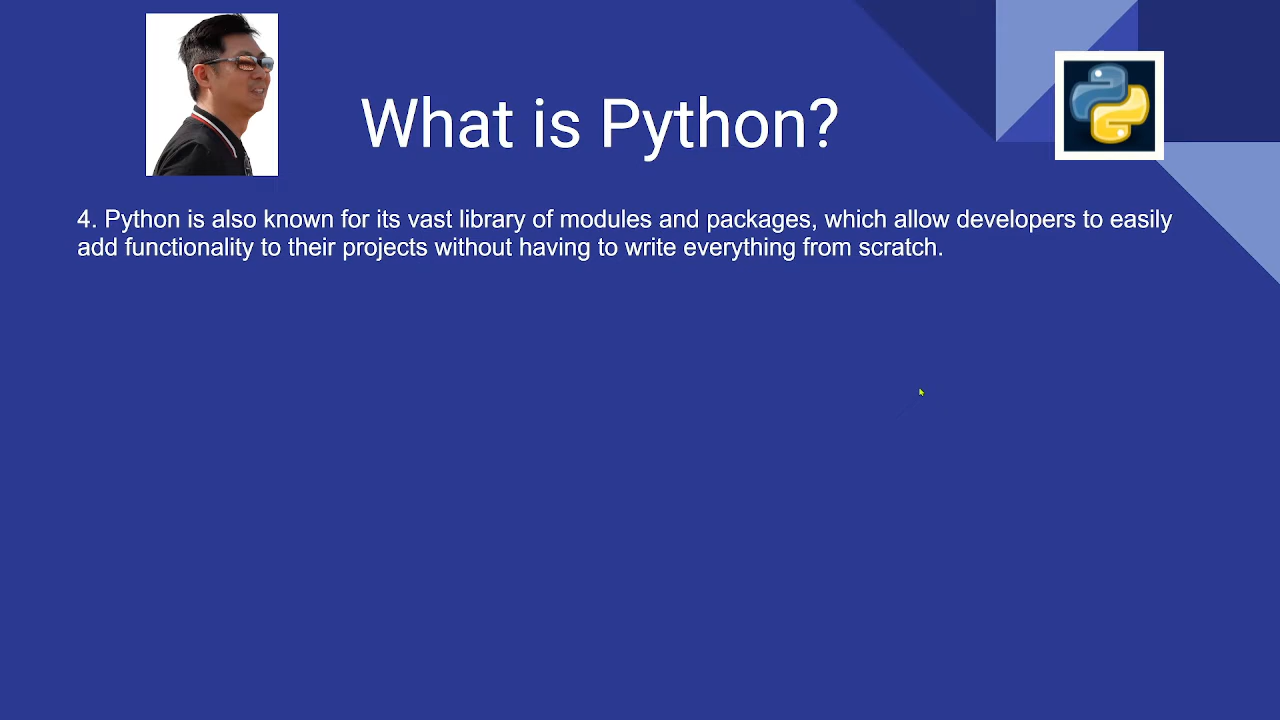 What is Python?
4. Python is also known for its vast library of modules and packages, which allow developers to easily
add functionality to their projects without having to write everything from scratch.